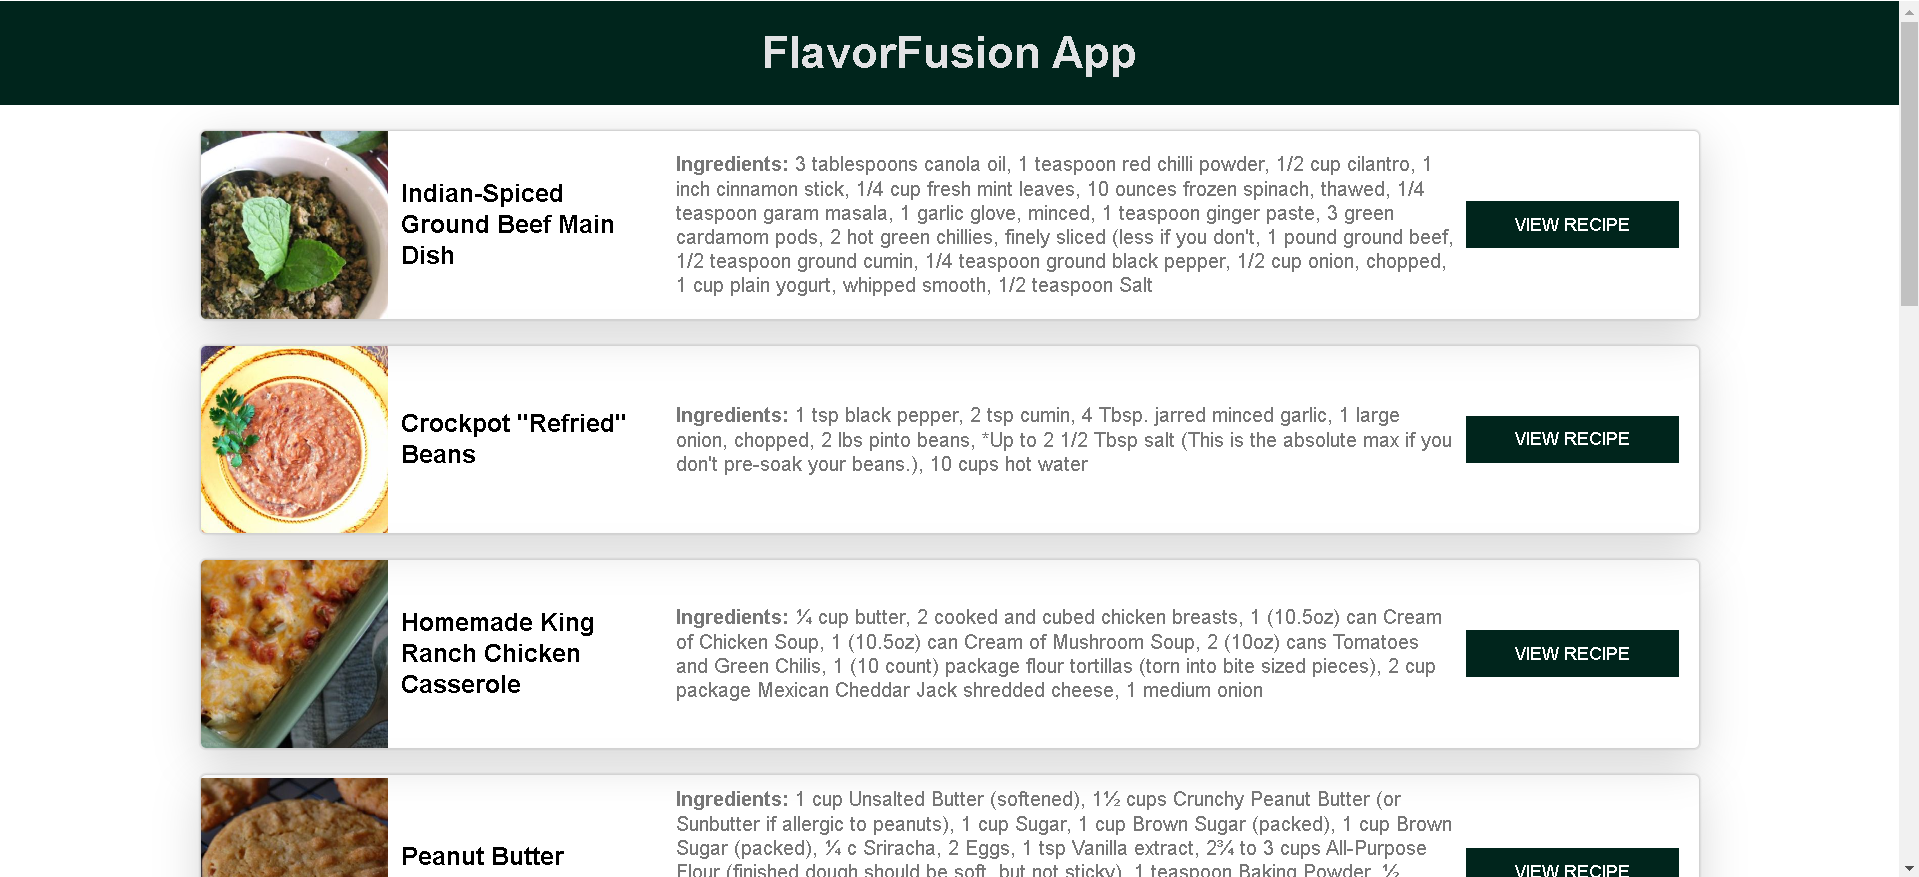 FlavorFusion App
Indian-Spiced
Ground Beef Main
Dish
Ingredients: 3 tablespoons canola oil, 1 teaspoon red chilli powder, 1/2 cup cilantro, 1
inch cinnamon stick, 1/4 cup fresh mint leaves, 10 ounces frozen spinach, thawed, 1/4
teaspoon garam masala, 1 garlic glove, minced, 1 teaspoon ginger paste, 3 green
cardamom pods, 2 hot green chillies, finely sliced (less if you don't, 1 pound ground beef,
1/2 teaspoon ground cumin, 1/4 teaspoon ground black pepper, 1/2 cup onion, chopped,
1 cup plain yogurt, whipped smooth, 1/2 teaspoon Salt
VIEW RECIPE
Crockpot "Refried"
Beans
Ingredients: 1 tsp black pepper, 2 tsp cumin, 4 Tbsp. jarred minced garlic, 1 large
onion, chopped, 2 lbs pinto beans, *Up to 2 1/2 Tbsp salt (This is the absolute max if you
don't pre-soak your beans.), 10 cups hot water
VIEW RECIPE
Homemade King
Ranch Chicken
Casserole
Ingredients: ¼ cup butter, 2 cooked and cubed chicken breasts, 1 (10.5oz) can Cream
of Chicken Soup, 1 (10.5oz) can Cream of Mushroom Soup, 2 (10oz) cans Tomatoes
and Green Chilis, 1 (10 count) package flour tortillas (torn into bite sized pieces), 2 cup
package Mexican Cheddar Jack shredded cheese, 1 medium onion
VIEW RECIPE
Peanut Butter
Ingredients: 1 cup Unsalted Butter (softened), 1½ cups Crunchy Peanut Butter (or
Sunbutter if allergic to peanuts), 1 cup Sugar, 1 cup Brown Sugar (packed), 1 cup Brown
Sugar (packed), ¼ c Sriracha, 2 Eggs, 1 tsp Vanilla extract, 2¾ to 3 cups All-Purpose
Flour (finished dough should be soft, but not sticky), 1 teaspoon Baking Powder, ½
VIEW RECIPE